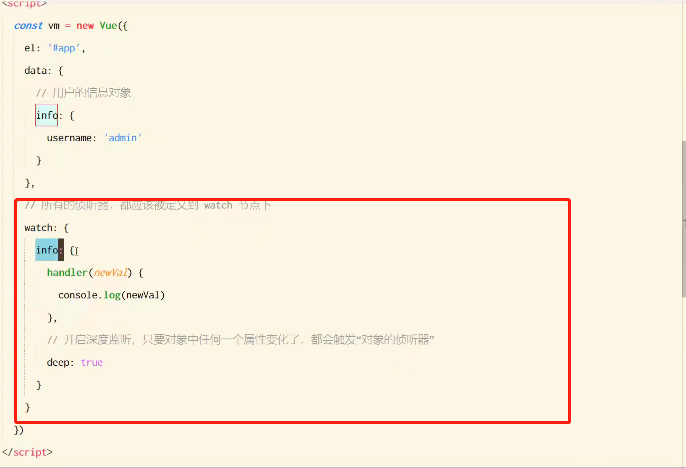 <script>
const vm = new Vue({
el: '#app',
data: {
// 用户的信息对象
info: {
username: 'admin'
}
},
// 所有的侦听器，都应该被定义到 watch 节点下
watch: {
info: {
handler(newVal) {
console.log(newVal)
},
// 开启深度监听，只要对象中任何一个属性变化了，都会触发“对象的侦听器”
deep: true
}
}
})
</script>